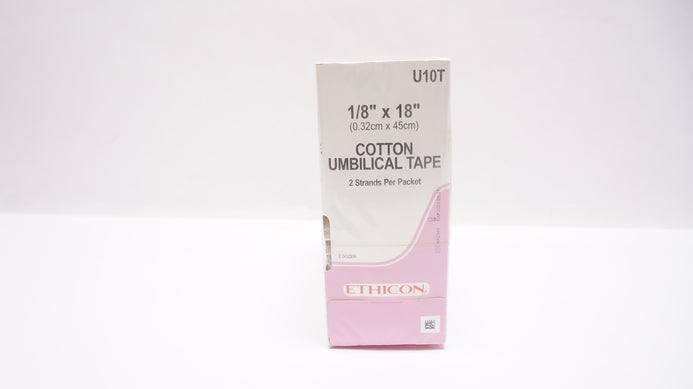 U10T
1/8" x 18"
(0.32cm x 45cm)
COTTON
UMBILICAL TAPE
2 Strands Per Packet
ETHICON